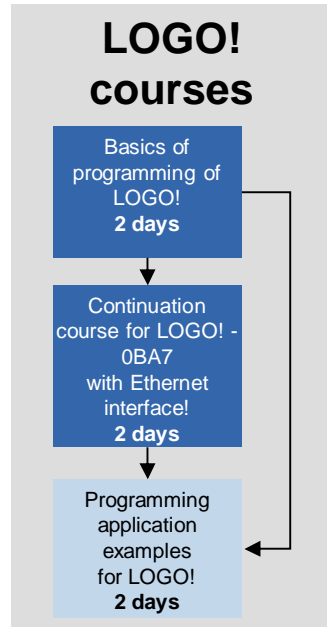 LOGO!
courses
Basics of
programming of
LOGO!
2 days
Continuation
course for LOGO! -
0BA7
with Ethernet
interface!
2 days
Programming
application
examples
for LOGO!
2 days